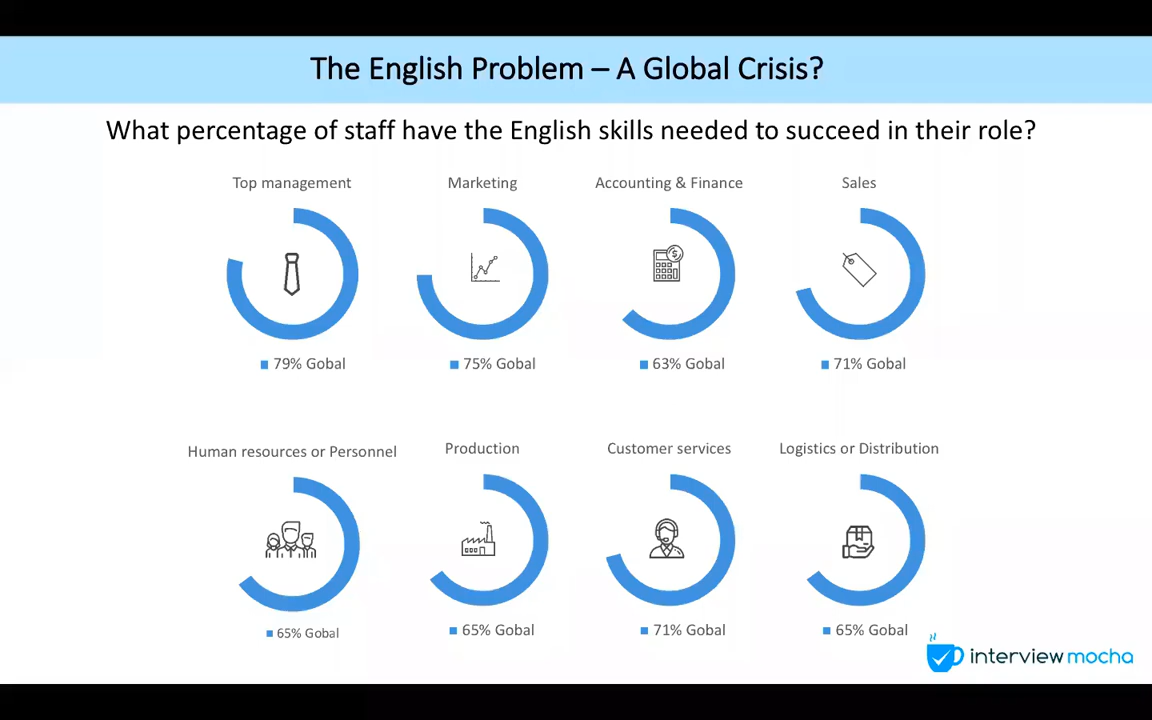 The English Problem – A Global Crisis?
What percentage of staff have the English skills needed to succeed in their role?
Top management
Marketing
Accounting & Finance
Sales
$
79% Gobal
75% Gobal
63% Gobal
71% Gobal
Human resources or Personnel
Production
Customer services
Logistics or Distribution
65% Gobal
65% Gobal
71% Gobal
65% Gobal
interview mocha